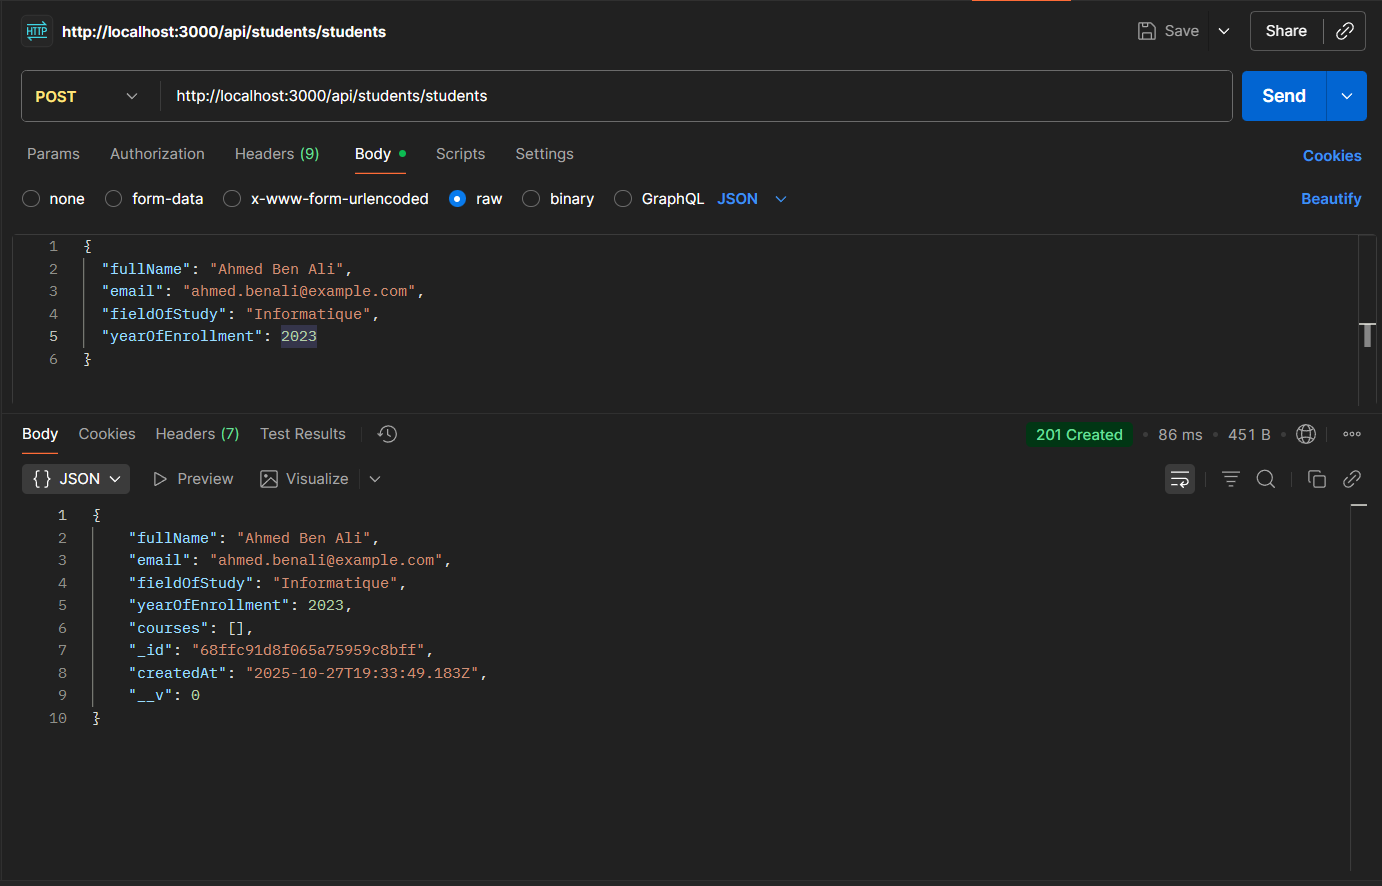 HTTP http://localhost:3000/api/students/students Save Share
POST http://localhost:3000/api/students/students Send
Params Authorization Headers (9) Body Scripts Settings Cookies
none form-data x-www-form-urlencoded raw binary GraphQL JSON Beautify
1 {
2 "fullName": "Ahmed Ben Ali",
3 "email": "ahmed.benali@example.com",
4 "fieldOfStudy": "Informatique",
5 "yearOfEnrollment": 2023
6 }
Body Cookies Headers (7) Test Results 201 Created • 86 ms • 451 B •
{} JSON Preview Visualize
1 {
2 "fullName": "Ahmed Ben Ali",
3 "email": "ahmed.benali@example.com",
4 "fieldOfStudy": "Informatique",
5 "yearOfEnrollment": 2023,
6 "courses": [],
7 "_id": "68ffc91d8f065a75959c8bff",
8 "createdAt": "2025-10-27T19:33:49.183Z",
9 "__v": 0
10 }